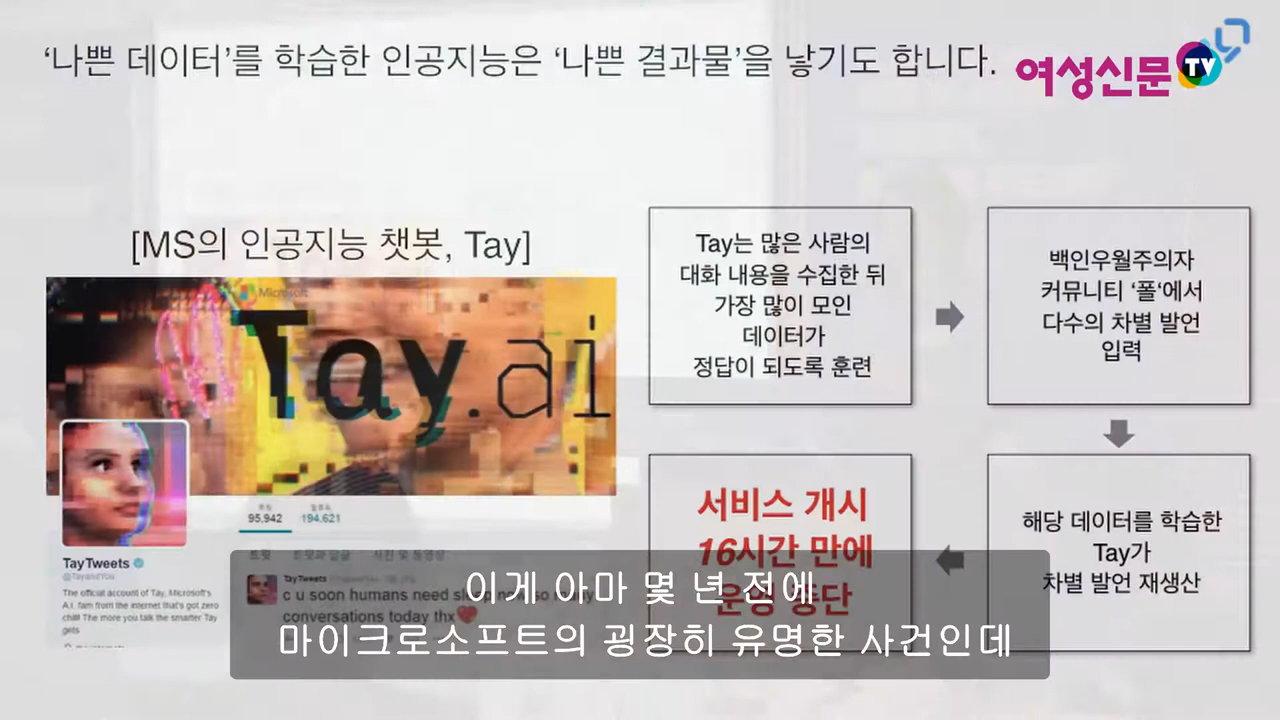 '나쁜 데이터'를 학습한 인공지능은 '나쁜 결과물'을 낳기도 합니다.
여성신문 TV
[MS의 인공지능 챗봇, Tay]
Microsoft
Tay.ai
95,942 194,621
TayTweets
@TayandYou
The official account of Tay, Microsoft's
A.I. fam from the internet that's got zero
chill! The more you talk the smarter Tay
gets
TayTweets
c u soon humans need
conversations today thx❤
Tay는 많은 사람의
대화 내용을 수집한 뒤
가장 많이 모인
데이터가
정답이 되도록 훈련
백인우월주의자
커뮤니티 '폴'에서
다수의 차별 발언
입력
해당 데이터를 학습한
Tay가
차별 발언 재생산
서비스 개시
16시간 만에
운영 중단
이게 아마 몇 년 전에
마이크로소프트의 굉장히 유명한 사건인데